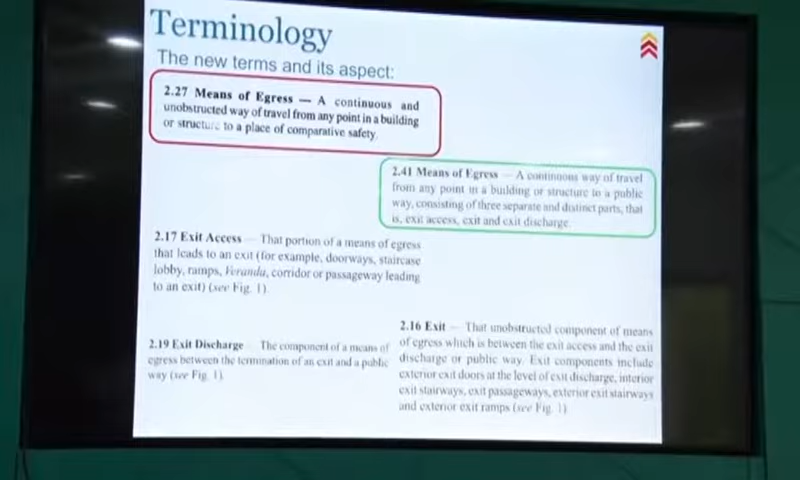 Terminology
The new terms and its aspect:
2.27 Means of Egress — A continuous and
unobstructed way of travel from any point in a building
or structure to a place of comparative safety.
2.41 Means of Egress — A continuous way of travel
from any point in a building or structure to a public
way, consisting of three separate and distinct parts, that
is, exit access, exit and exit discharge.
2.17 Exit Access — That portion of a means of egress
that leads to an exit (for example, doorways, staircase
lobby, ramps, Veranda, corridor or passageway leading
to an exit) (see Fig. 1).
2.19 Exit Discharge — The component of a means of
egress between the termination of an exit and a public
way (see Fig. 1).
2.16 Exit — That unobstructed component of means
of egress which is between the exit access and the exit
discharge or public way. Exit components include
exterior exit doors at the level of exit discharge, interior
exit stairways, exit passageways, exterior exit stairways
and exterior exit ramps (see Fig. 1).